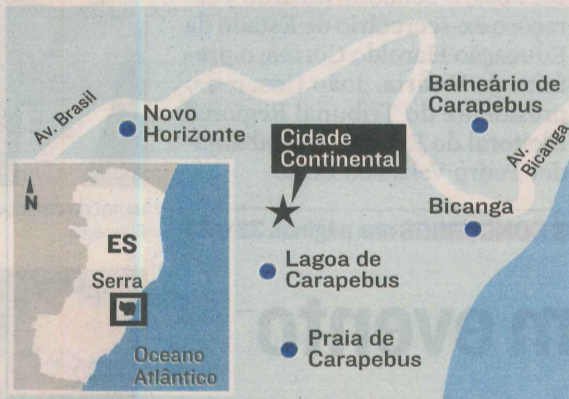 Av. Brasil
Novo
Horizonte
Cidade
Continental
Balneário de
Carapebus
Av.
Bicanga
Bicanga
Lagoa de
Carapebus
Praia de
Carapebus
N
ES
Serra
Oceano
Atlântico